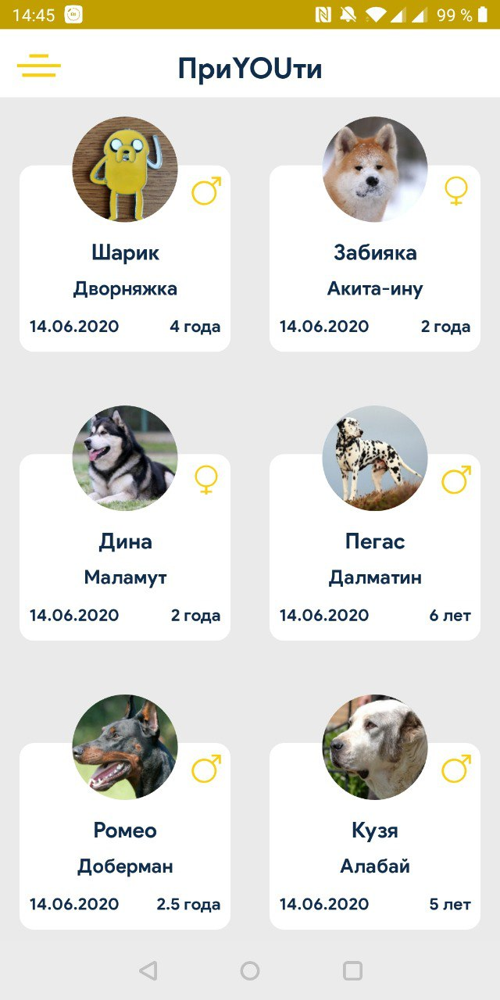 14:45
99 %
ПриYOUти
Шарик
Дворняжка
14.06.2020 4 года
Забияка
Акита-ину
14.06.2020 2 года
Дина
Маламут
14.06.2020 2 года
Пегас
Далматин
14.06.2020 6 лет
Ромео
Доберман
14.06.2020 2.5 года
Кузя
Алабай
14.06.2020 5 лет